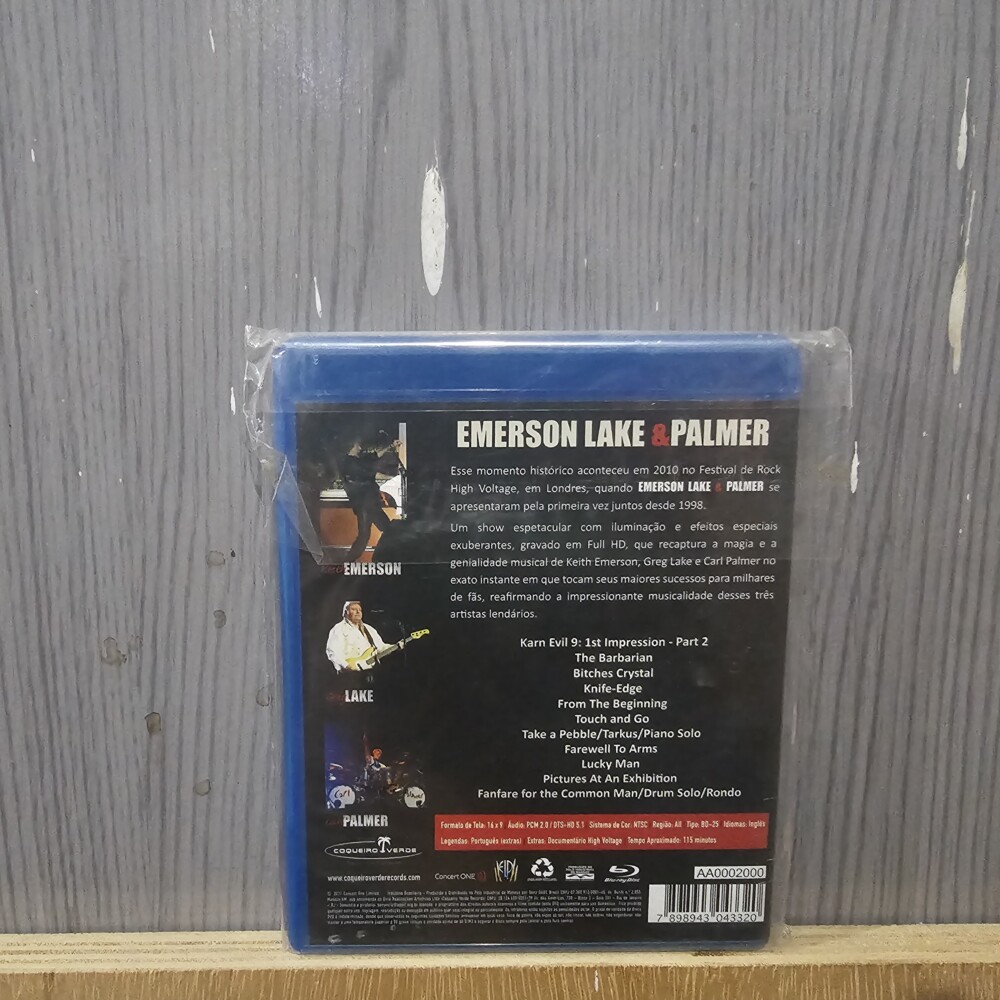 EMERSON LAKE & PALMER
Esse momento histórico aconteceu em 2010 no Festival de Rock
High Voltage, em Londres, quando EMERSON LAKE & PALMER se
apresentaram pela primeira vez juntos desde 1998.
Um show espetacular com iluminação e efeitos especiais
exuberantes, gravado em Full HD, que recaptura a magia e a
genialidade musical de Keith Emerson, Greg Lake e Carl Palmer no
exato instante em que tocam seus maiores sucessos para milhares
de fãs, reafirmando a impressionante musicalidade desses três
artistas lendários.
EMERSON
LAKE
Carl
PALMER
Karn Evil 9: 1st Impression - Part 2
The Barbarian
Bitches Crystal
Knife-Edge
From The Beginning
Touch and Go
Take a Pebble/Tarkus/Piano Solo
Farewell To Arms
Lucky Man
Pictures At An Exhibition
Fanfare for the Common Man/Drum Solo/Rondo
Formato de Tela: 16 x 9 Áudio: PCM 2.0 / DTS-HD 5.1 Sistema de Cor: NTSC Região: All Tipo: BD-25 Idiomas: Inglês
Legendas: Português (extras) Extras: Documentário High Voltage Tempo Aproximado: 115 minutos
COQUEIRO VERDE
www.coqueiroverderecords.com
Concert ONE
Blu-ray Disc
AA0002000
7 898943 043320